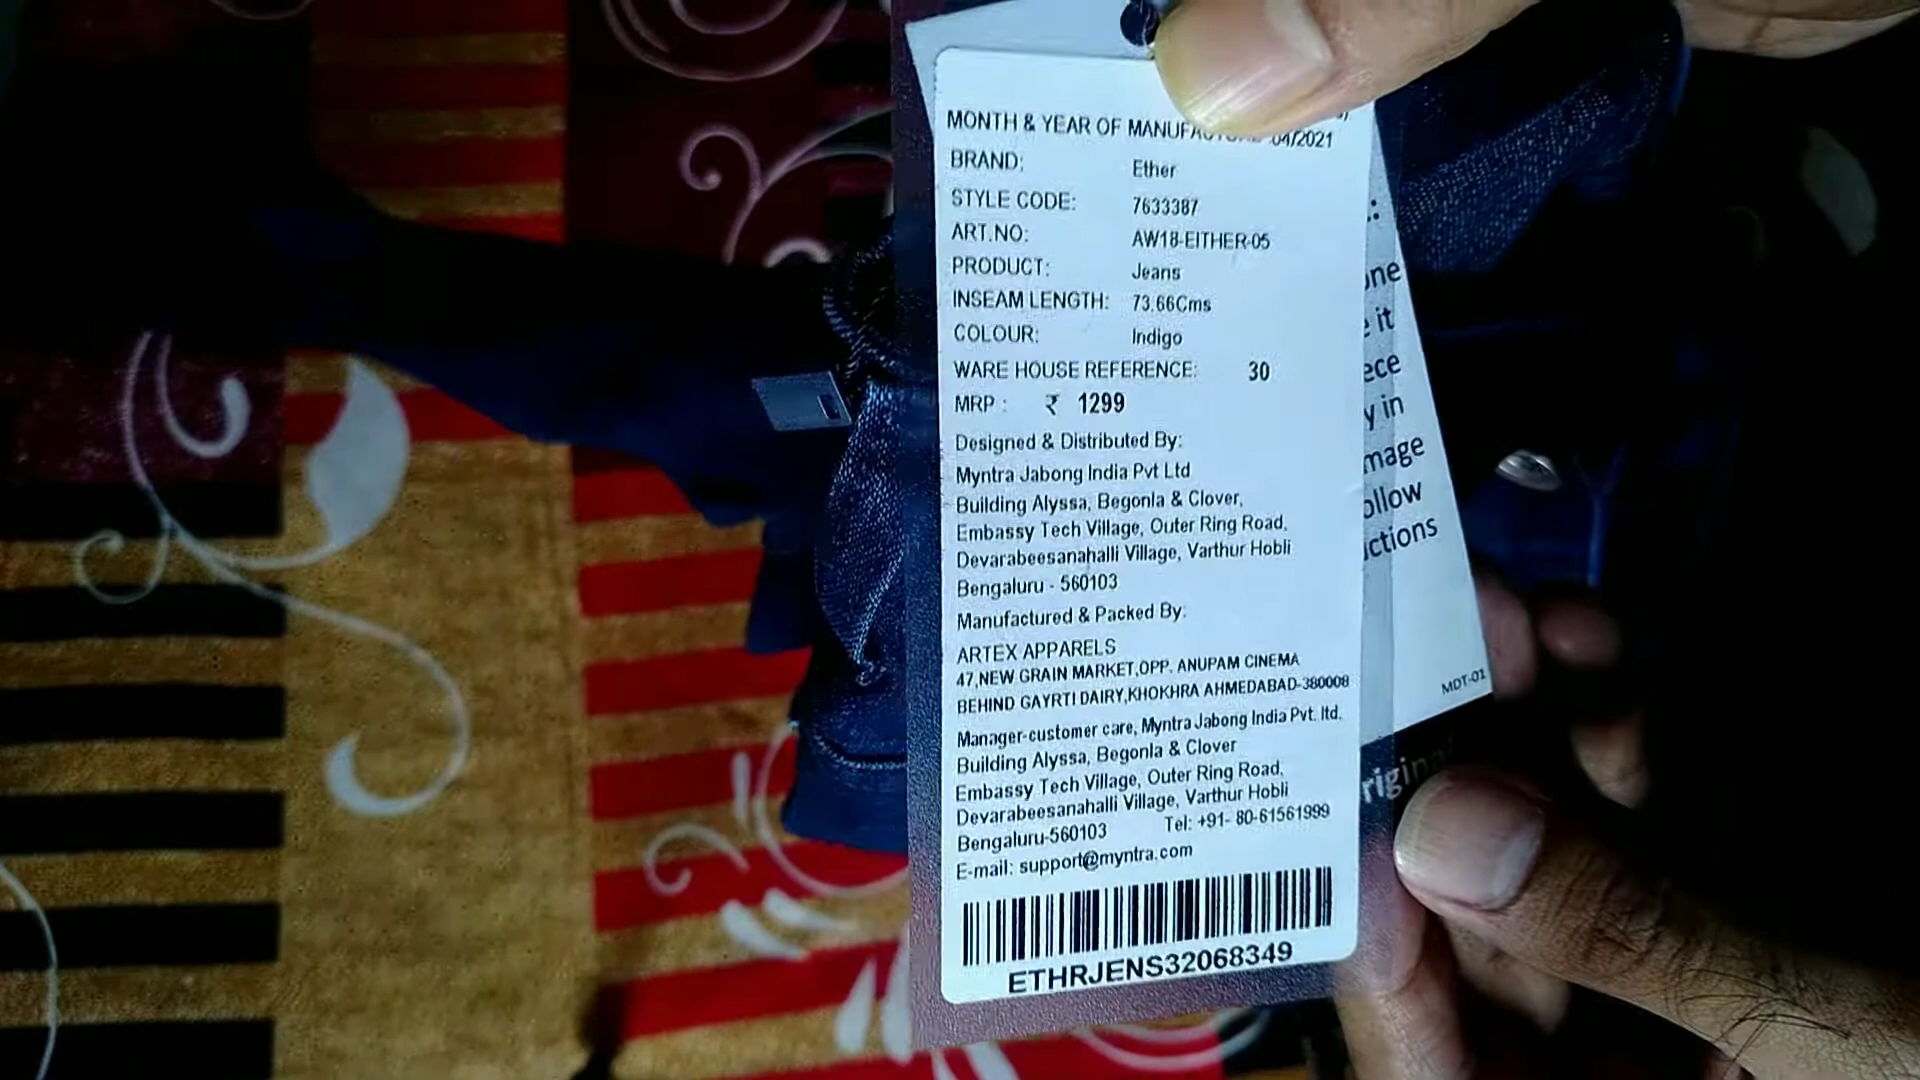 MONTH & YEAR OF 04/2021
BRAND: Ether
STYLE CODE: 7633387
ART.NO: AW18-EITHER-05
PRODUCT: Jeans
INSEAM LENGTH: 73.66Cms
COLOUR: Indigo
WARE HOUSE REFERENCE: 30
MRP : ₹ 1299
Designed & Distributed By:
Myntra Jabong India Pvt Ltd
Building Alyssa, Begonla & Clover,
Embassy Tech Village, Outer Ring Road,
Devarabeesanahalli Village, Varthur Hobli
Bengaluru - 560103
Manufactured & Packed By:
ARTEX APPARELS
47,NEW GRAIN MARKET,OPP. ANUPAM CINEMA
BEHIND GAYRTI DAIRY,KHOKHRA AHMEDABAD-380008
Manager-customer care, Myntra Jabong India Pvt. ltd.
Building Alyssa, Begonla & Clover
Embassy Tech Village, Outer Ring Road,
Devarabeesanahalli Village, Varthur Hobli
Bengaluru-560103 Tel: +91- 80-61561999
E-mail: support@myntra.com
ETHRJENS32068349
it
in
MDT-01